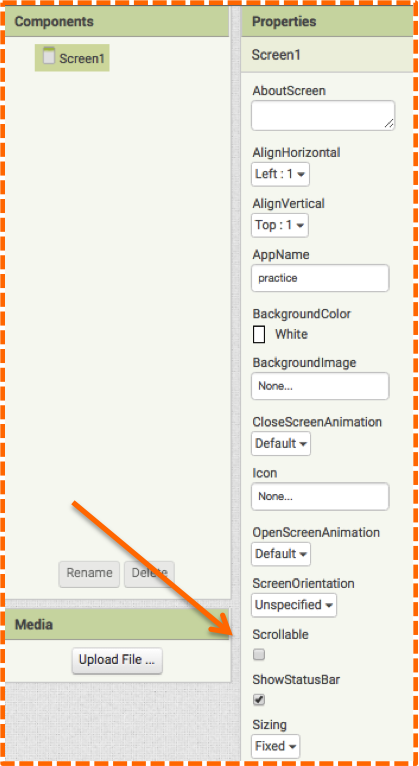 Components
Screen1
Rename
Delete
Media
Upload File ...
Properties
Screen1
AboutScreen
AlignHorizontal
Left : 1
AlignVertical
Top : 1
AppName
practice
BackgroundColor
White
BackgroundImage
None...
CloseScreenAnimation
Default
Icon
None...
OpenScreenAnimation
Default
ScreenOrientation
Unspecified
Scrollable
ShowStatusBar
Sizing
Fixed